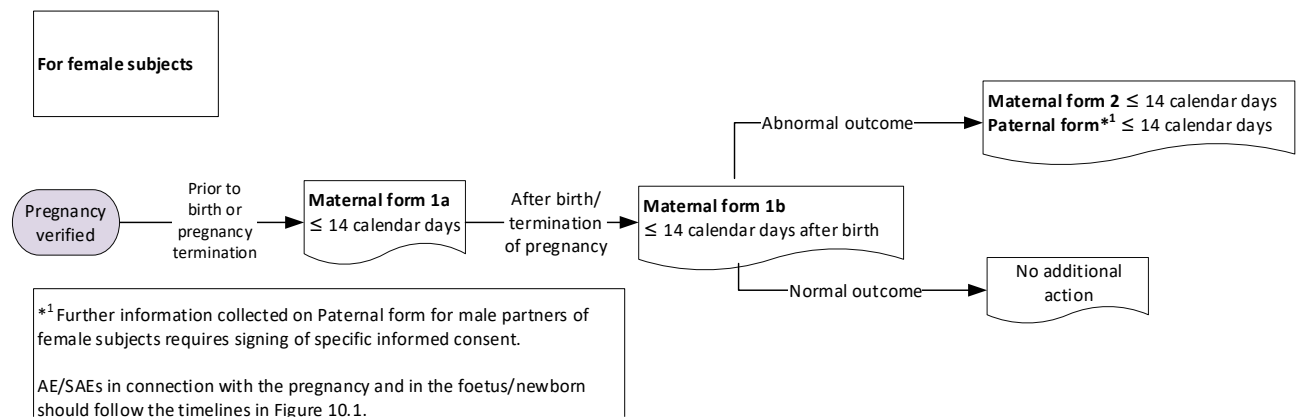 For female subjects
Maternal form 2 ≤ 14 calendar days
Paternal form*1 ≤ 14 calendar days
Abnormal outcome
Pregnancy
verified
Prior to
birth or
pregnancy
termination
Maternal form 1a
≤ 14 calendar days
After birth/
termination
of pregnancy
Maternal form 1b
≤ 14 calendar days after birth
Normal outcome
No additional
action
*1 Further information collected on Paternal form for male partners of
female subjects requires signing of specific informed consent.
AE/SAEs in connection with the pregnancy and in the foetus/newborn
should follow the timelines in Figure 10.1.